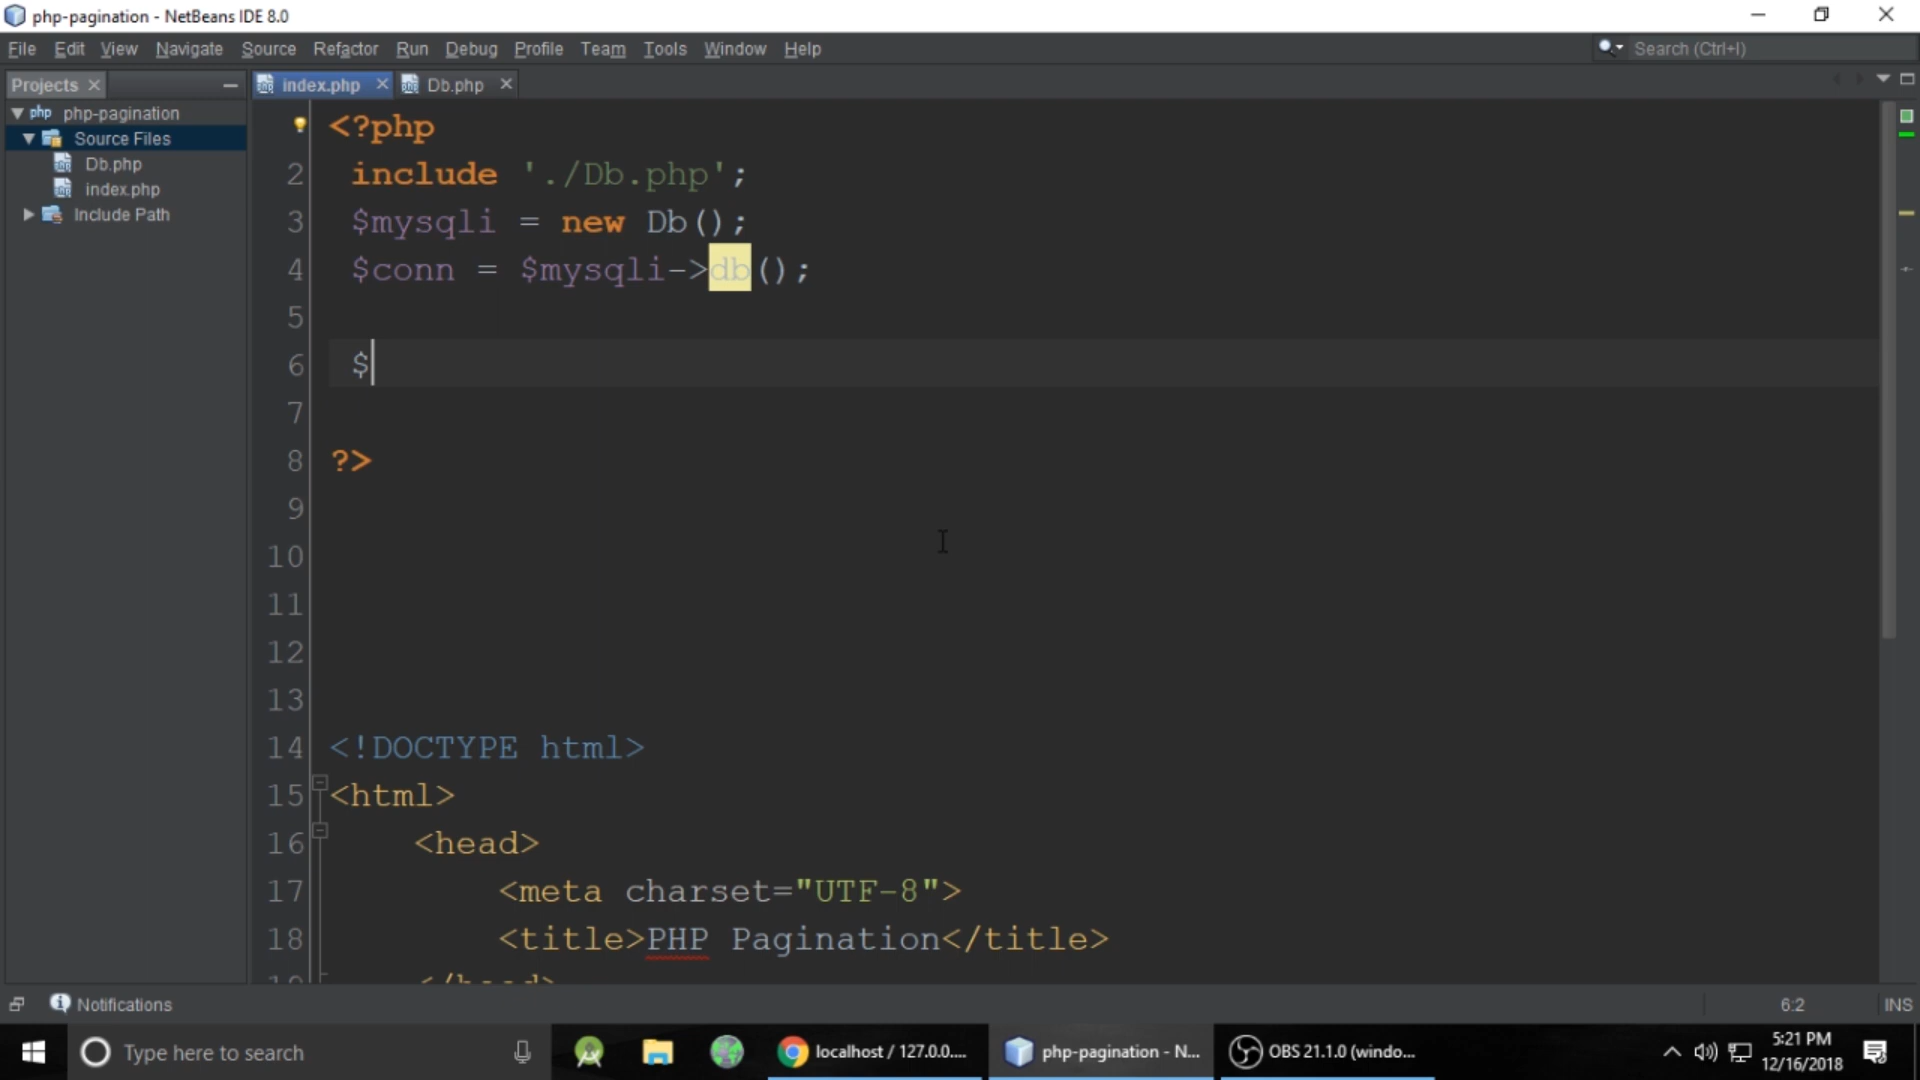 php-pagination - NetBeans IDE 8.0
File Edit View Navigate Source Refactor Run Debug Profile Team Tools Window Help
Search (Ctrl+I)
Projects
index.php
Db.php
php php-pagination
Source Files
Db.php
index.php
Include Path
<?php
2 include './Db.php';
3 $mysqli = new Db();
4 $conn = $mysqli->db();
5
6 $
7
8 ?>
9
10
11
12
13
14 <!DOCTYPE html>
15 <html>
16 <head>
17 <meta charset="UTF-8">
18 <title>PHP Pagination</title>
19 </head>
Notifications
6:2 INS
Type here to search
localhost / 127.0.0....
php-pagination - N...
OBS 21.1.0 (windo...
5:21 PM
12/16/2018